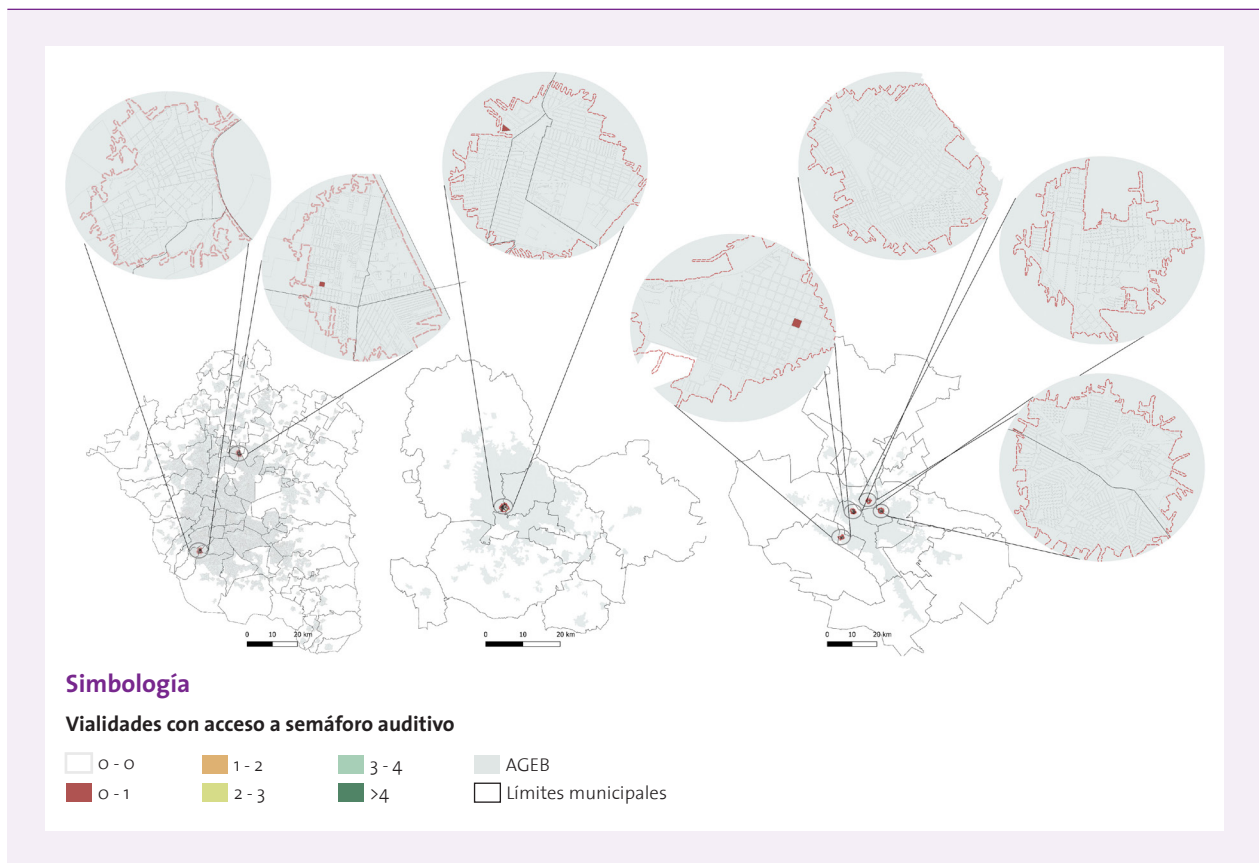 0 10 20 km
0 10 20 km
0 10 20 km
Simbología
Vialidades con acceso a semáforo auditivo
0 - 0
1 - 2
3 - 4
AGEB
0 - 1
2 - 3
>4
Límites municipales